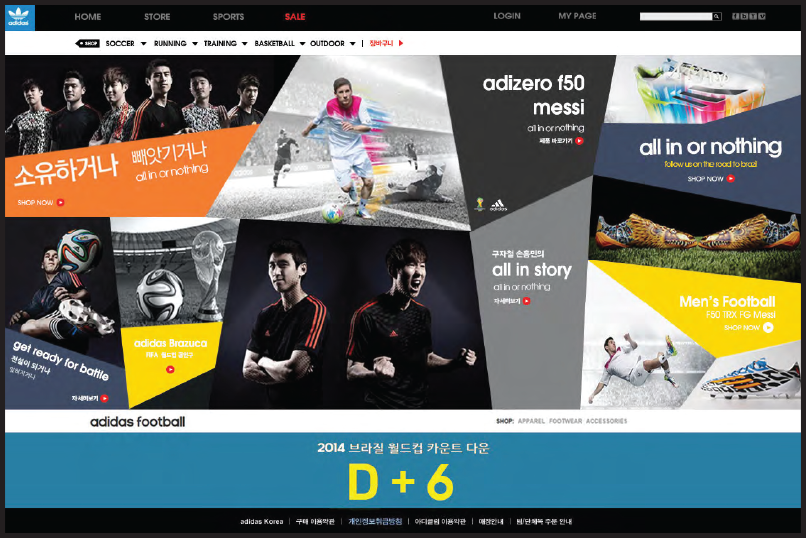 adidas
HOME STORE SPORTS SALE LOGIN MY PAGE
SHOP SOCCER RUNNING TRAINING BASKETBALL OUTDOOR | 장바구니
소유하거나 빼앗기거나
all in or nothing
SHOP NOW
adizero f50
messi
all in or nothing
제품 바로가기
adidas
all in or nothing
follow us on the road to brazil
SHOP NOW
get ready for battle
전설이 되거나
잊혀지거나
자세히보기
adidas Brazuca
FIFA 월드컵 공인구
구자철 손흥민의
all in story
all in or nothing
자세히보기
Men's Football
F50 TRX FG Messi
SHOP NOW
adidas football
SHOP: APPAREL FOOTWEAR ACCESSORIES
2014 브라질 월드컵 카운트 다운
D + 6
adidas Korea | 구매 이용약관 | 개인정보취급방침 | 아디클럽 이용약관 | 매장안내 | 팀/단체복 주문 안내